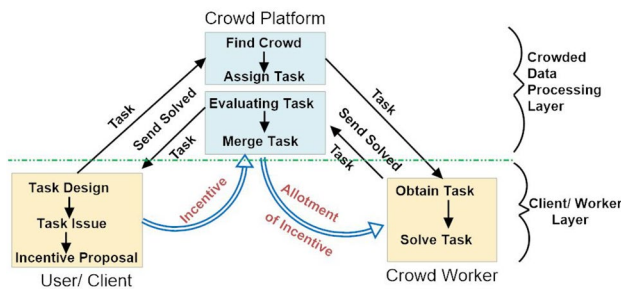 Crowd Platform
Find Crowd
Assign Task
Evaluating Task
Merge Task
Crowded
Data
Processing
Layer
Task
Send Solved
Task
Task
Send Solved
Task
Task Design
Task Issue
Incentive Proposal
User/ Client
Incentive
Allotment
of Incentive
Obtain Task
Solve Task
Crowd Worker
Client/ Worker
Layer